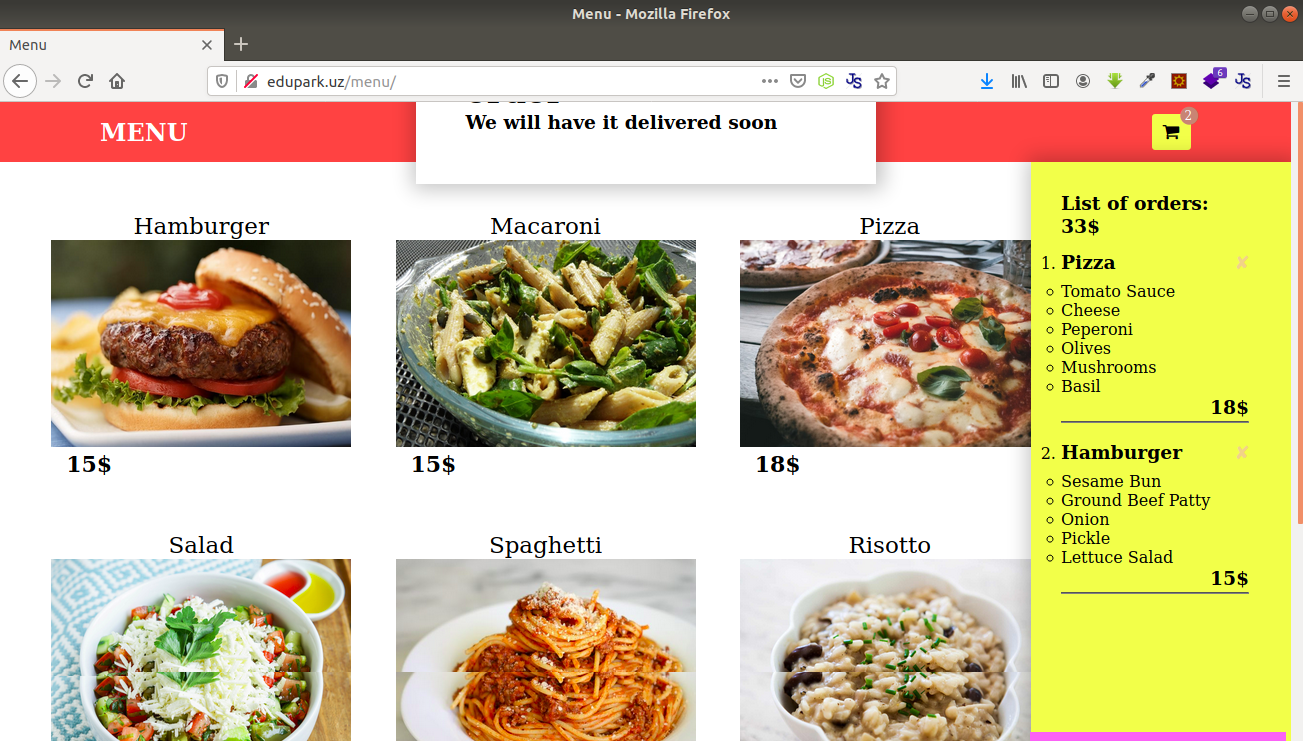 Menu - Mozilla Firefox
Menu
edupark.uz/menu/
6
MENU
We will have it delivered soon
2
Hamburger
Macaroni
Pizza
15$
15$
18$
Salad
Spaghetti
Risotto
List of orders:
33$
1. Pizza
Tomato Sauce
Cheese
Peperoni
Olives
Mushrooms
Basil
18$
2. Hamburger
Sesame Bun
Ground Beef Patty
Onion
Pickle
Lettuce Salad
15$